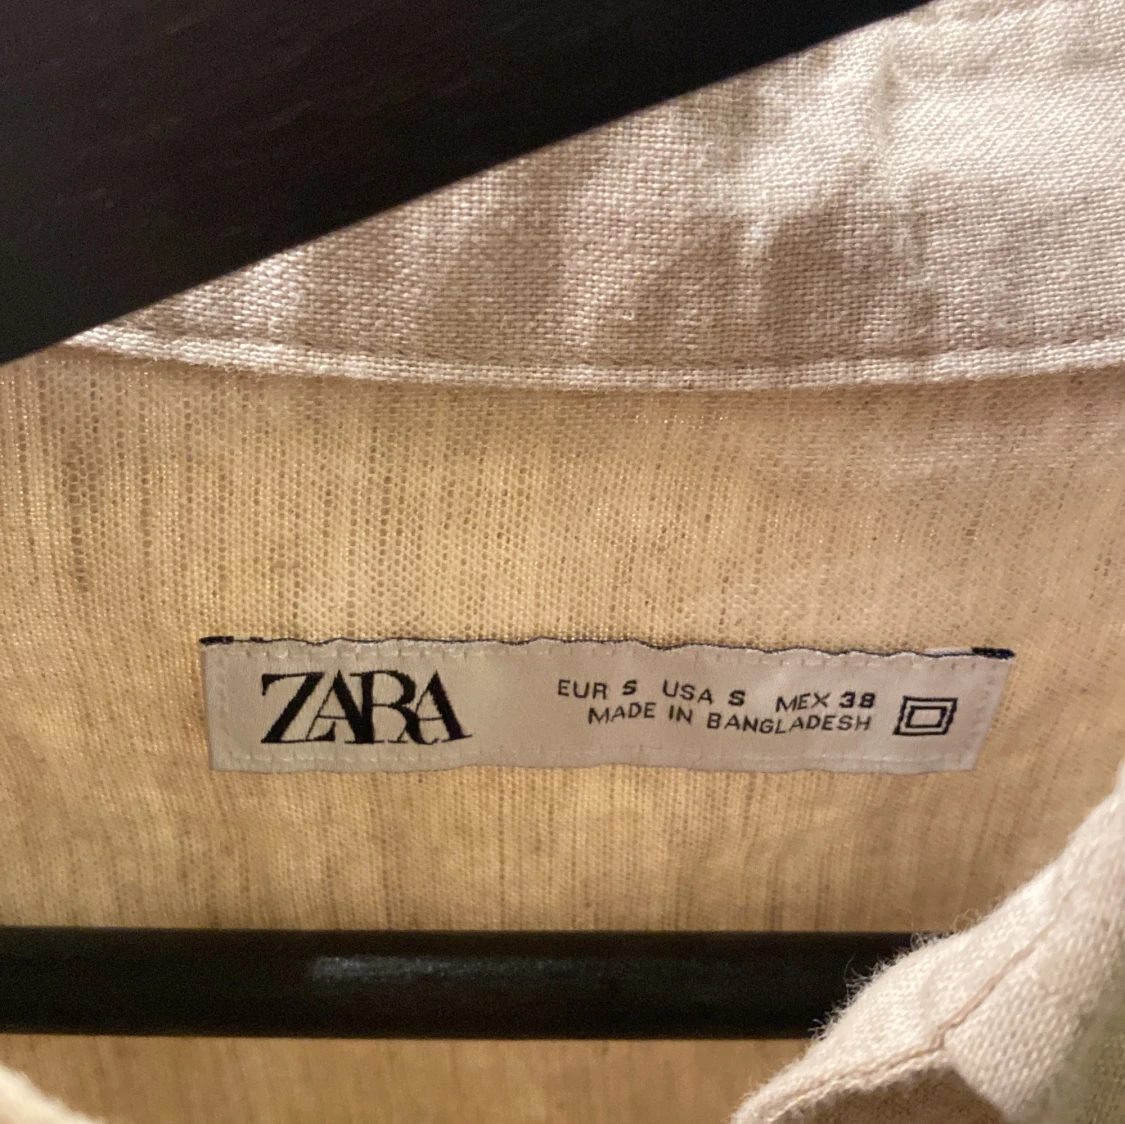 ZARA
EUR S USA S MEX 38
MADE IN BANGLADESH